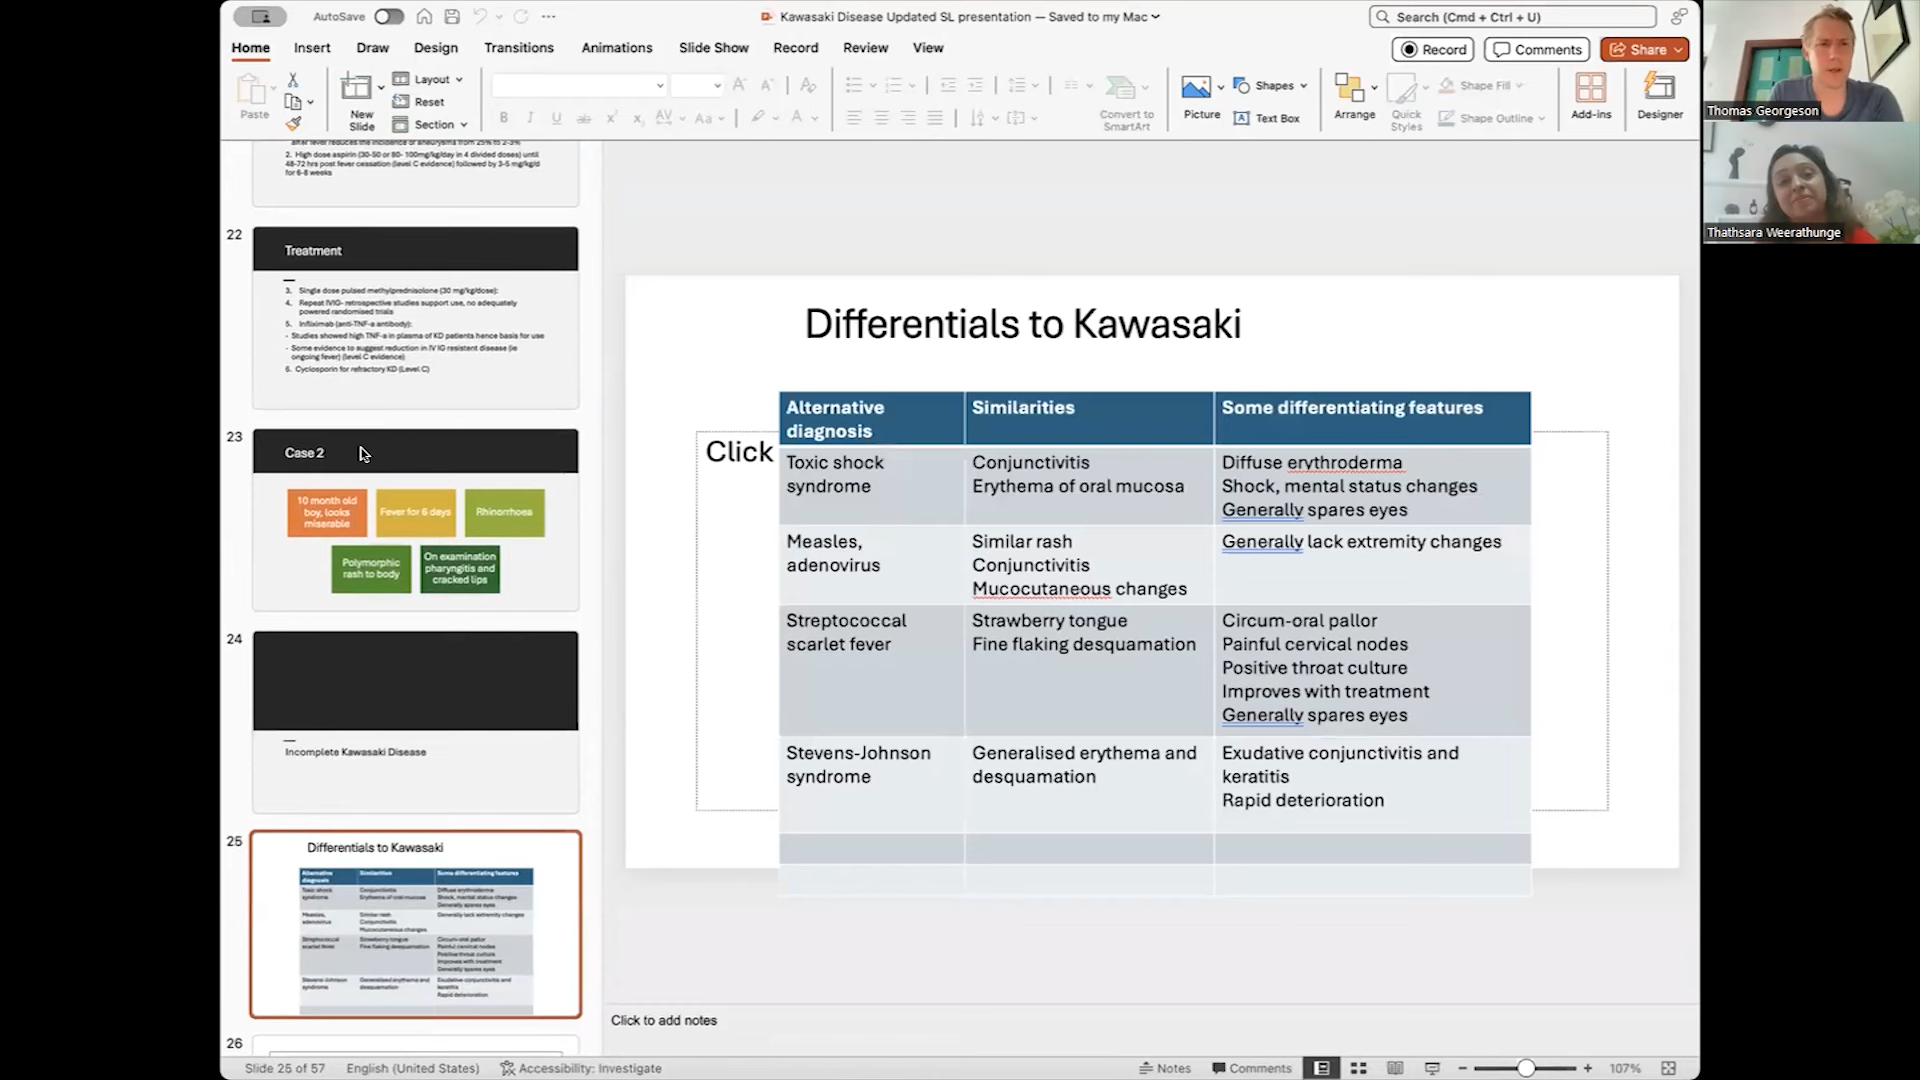 AutoSave
Kawasaki Disease Updated SL presentation — Saved to my Mac
Search (Cmd + Ctrl + U)
Home Insert Draw Design Transitions Animations Slide Show Record Review View
Record Comments Share
Paste
New Slide
Layout
Reset
Section
Convert to SmartArt
Picture
Shapes
Text Box
Arrange
Quick Styles
Shape Fill
Shape Outline
Add-ins
Designer
Thomas Georgeson
Thathsara Weerathunge
2. High dose aspirin (30-50 or 80- 100mg/kg/day in 4 divided doses) until
48-72 hrs post fever cessation (level C evidence) followed by 3-5 mg/kg/d
for 6-8 weeks
22
Treatment
3. Single dose pulsed methylprednisolone (30 mg/kg/dose):
4. Repeat IVIG- retrospective studies support use, no adequately
powered randomised trials
5. Infliximab (anti-TNF-a antibody):
- Studies showed high TNF-a in plasma of KD patients hence basis for use
- Some evidence to suggest reduction in IV IG resistent disease (ie
ongoing fever) (level C evidence)
6. Cyclosporin for refractory KD (Level C)
23
Case 2
10 month old
boy, looks
miserable
Fever for 6 days
Rhinorrhoea
Polymorphic
rash to body
On examination
pharyngitis and
cracked lips
24
Incomplete Kawasaki Disease
25
Differentials to Kawasaki
26
Differentials to Kawasaki
Click
Alternative diagnosis
Similarities
Some differentiating features
Toxic shock
syndrome
Conjunctivitis
Erythema of oral mucosa
Diffuse erythroderma
Shock, mental status changes
Generally spares eyes
Measles,
adenovirus
Similar rash
Conjunctivitis
Mucocutaneous changes
Generally lack extremity changes
Streptococcal
scarlet fever
Strawberry tongue
Fine flaking desquamation
Circum-oral pallor
Painful cervical nodes
Positive throat culture
Improves with treatment
Generally spares eyes
Stevens-Johnson
syndrome
Generalised erythema and
desquamation
Exudative conjunctivitis and
keratitis
Rapid deterioration
Click to add notes
Slide 25 of 57 English (United States) Accessibility: Investigate
Notes Comments 107%